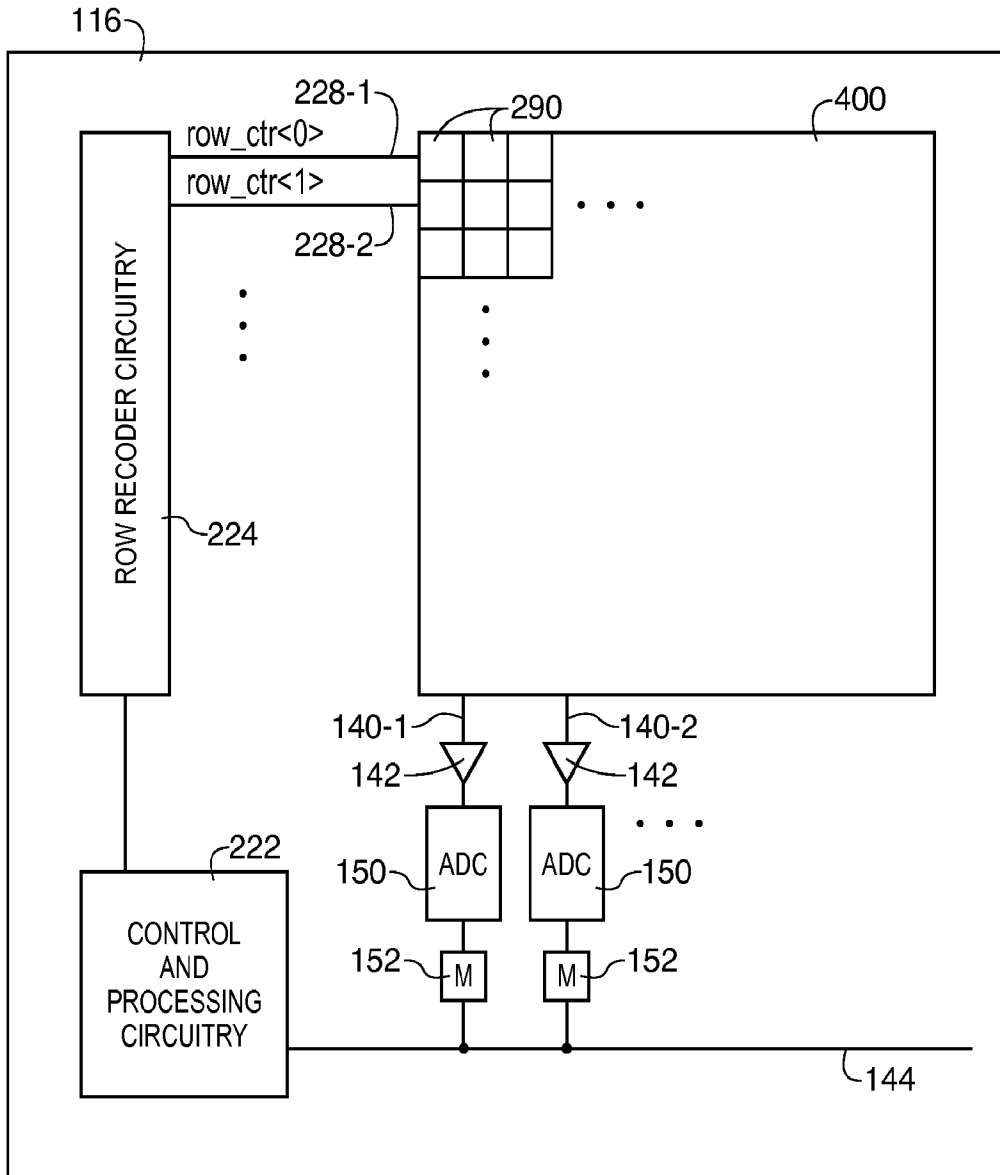 116
228-1
290
400
row_ctr<0>
row_ctr<1>
228-2
ROW RECODER CIRCUITRY
224
140-1
140-2
142
142
222
150
ADC
ADC
150
CONTROL
AND
PROCESSING
CIRCUITRY
152
M
M
152
144